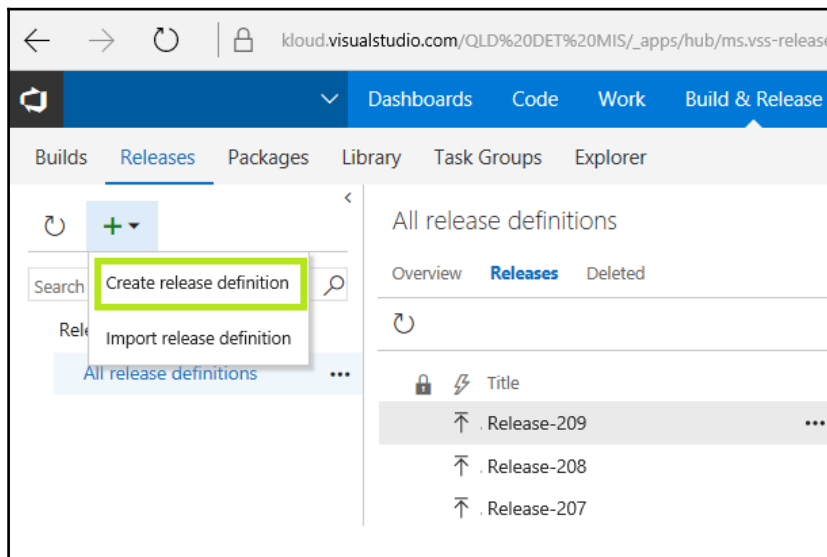 kloud.visualstudio.com/QLD%20DET%20MIS/_apps/hub/ms.vss-release
Dashboards Code Work Build & Release
Builds Releases Packages Library Task Groups Explorer
All release definitions
Overview Releases Deleted
Create release definition
Search
Import release definition
All release definitions
Title
Release-209
Release-208
Release-207